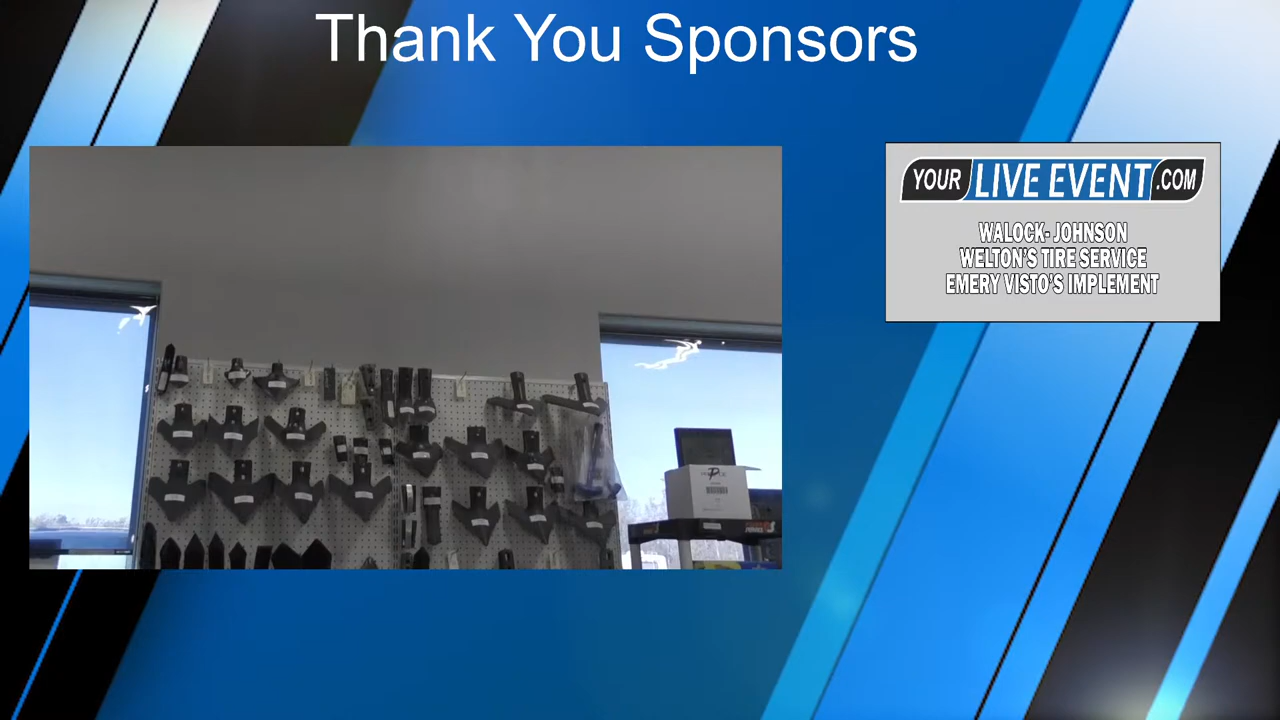 Thank You Sponsors
YOUR LIVE EVENT .COM
WALOCK- JOHNSON
WELTON'S TIRE SERVICE
EMERY VISTO'S IMPLEMENT